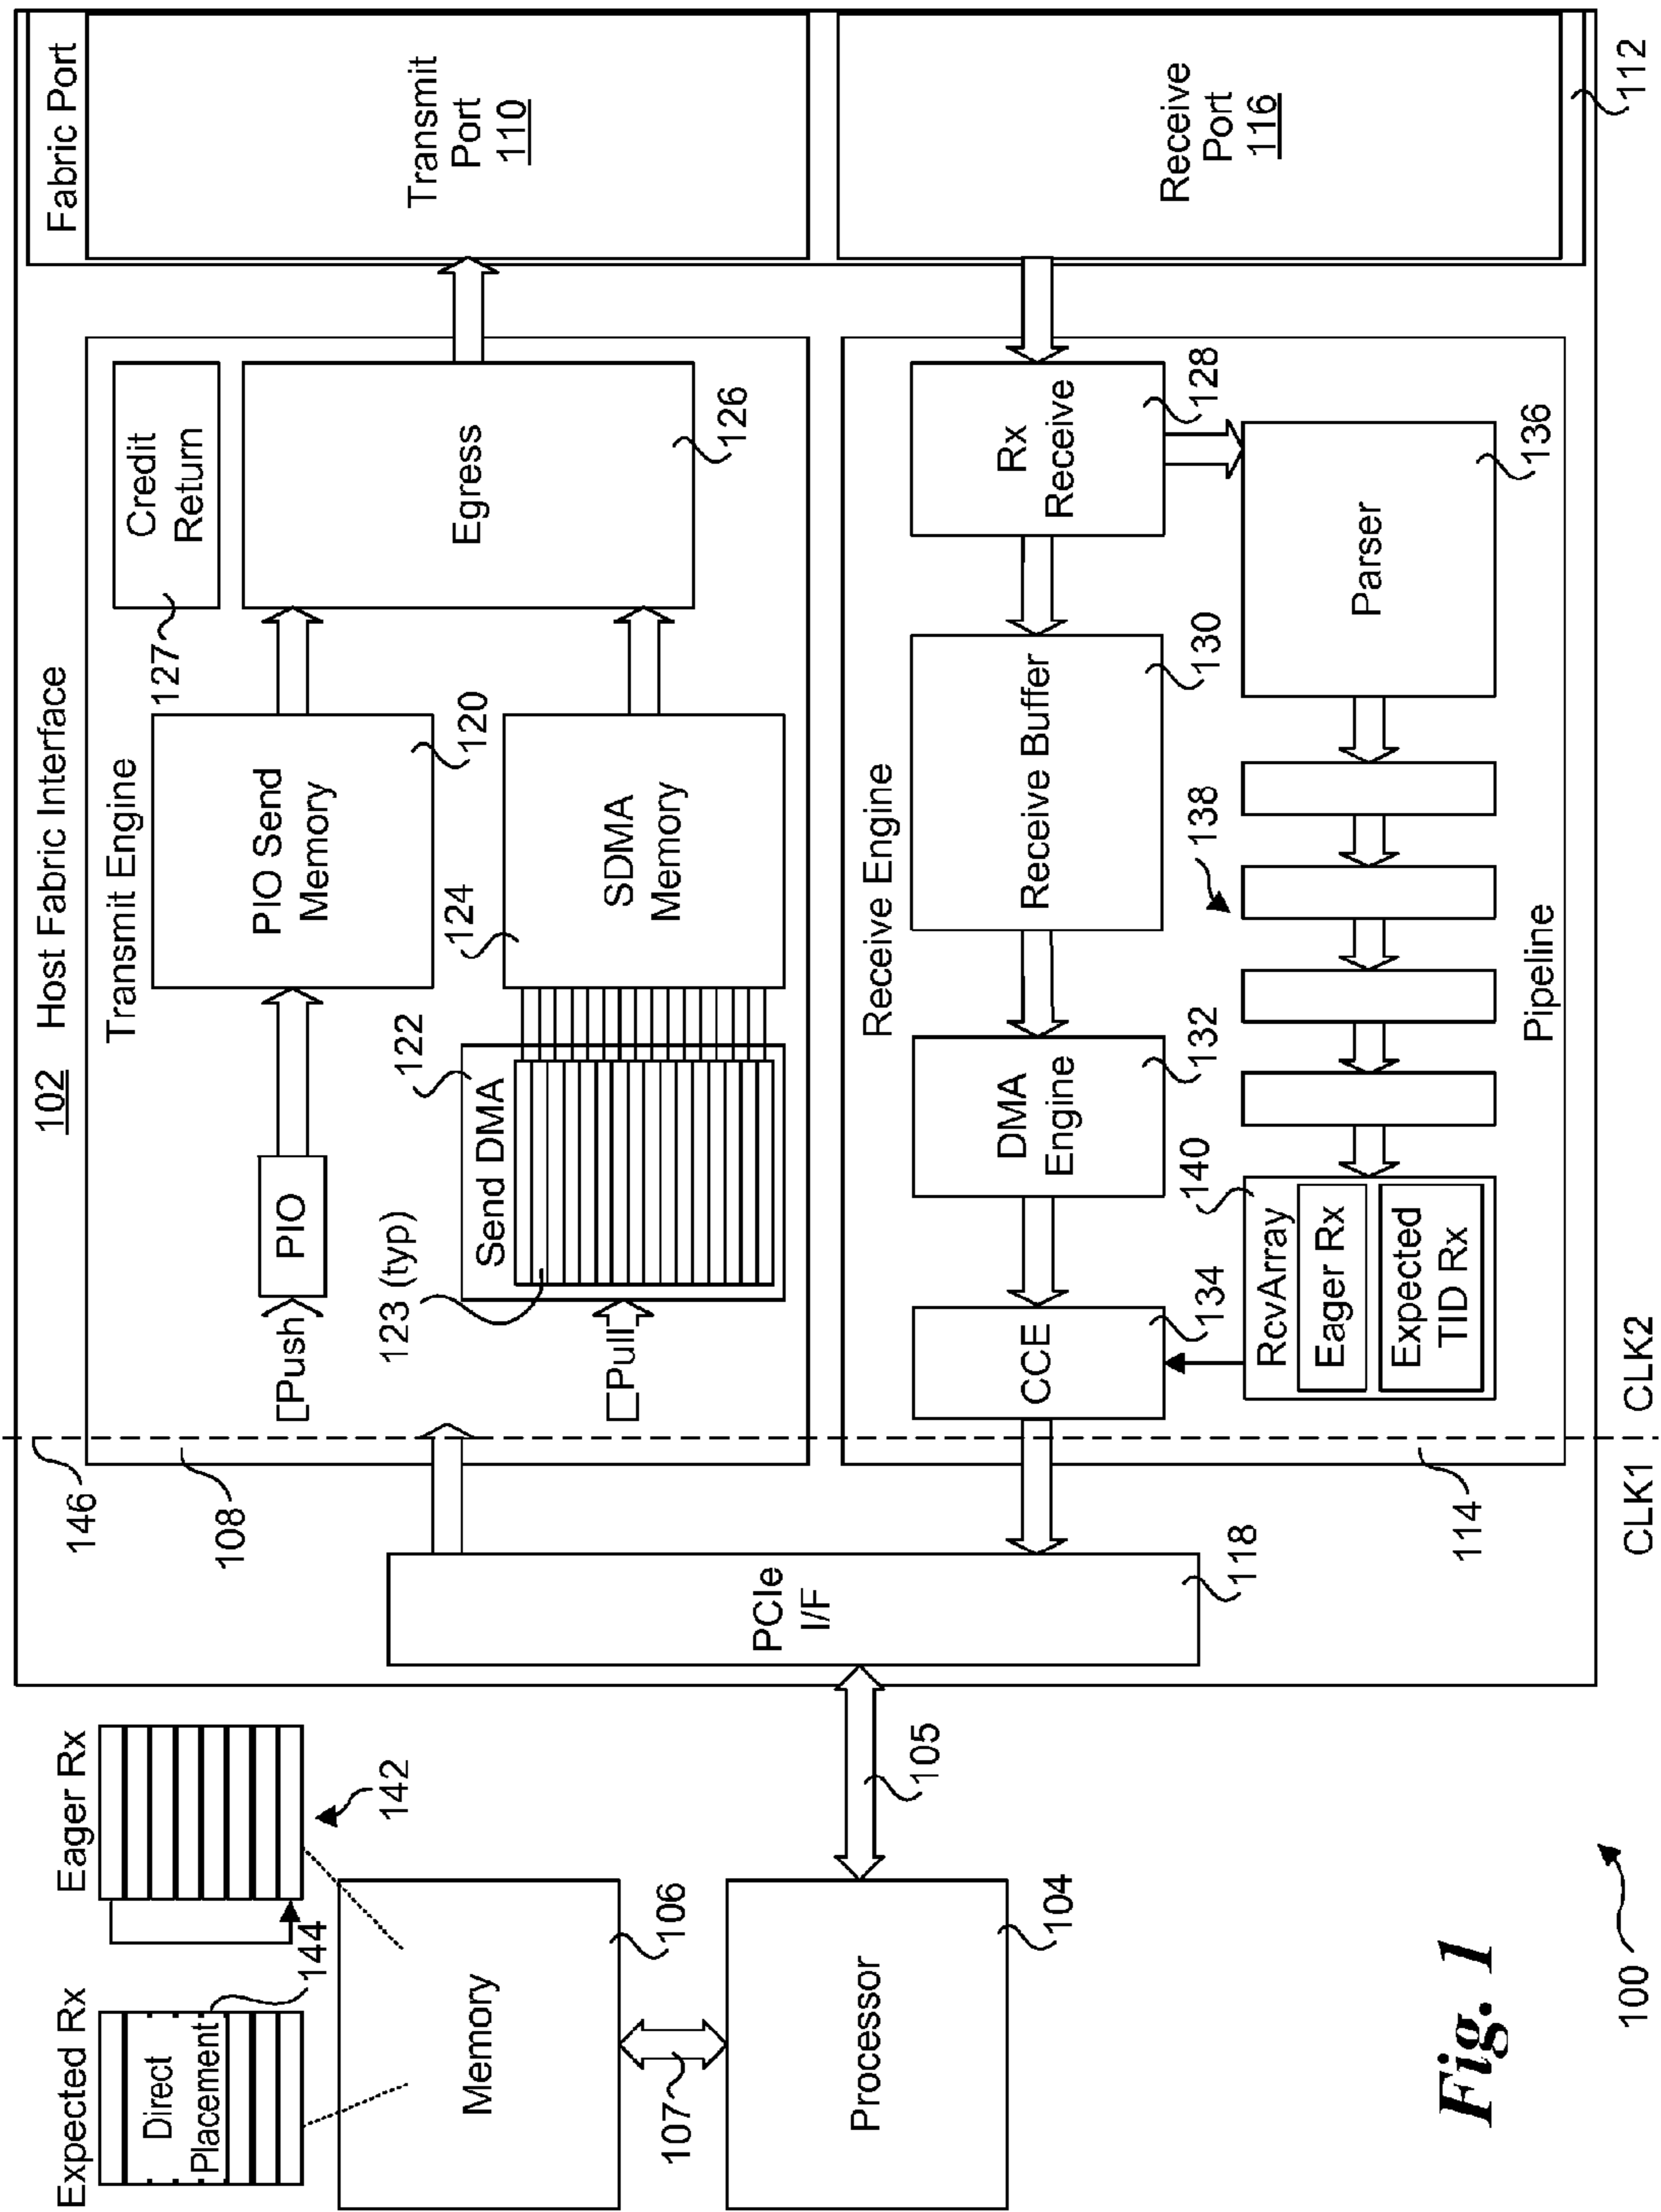 102 Host Fabric Interface
Fabric Port
Transmit Engine
Credit
Return
127
PIO Send
Memory
120
PIO
□Push
Egress
126
Transmit
Port
110
Send DMA
122
123 (typ)
□Pull
124
SDMA
Memory
146
108
Receive Engine
Rx
Receive
128
Receive Buffer
130
DMA
Engine
132
CCE
134
Receive
Port
116
112
Parser
136
138
Pipeline
140
RcvArray
Eager Rx
Expected
TID Rx
114
CLK1
CLK2
PCIe
I/F
118
105
Expected Rx
Direct
Placement
144
Eager Rx
142
Memory
106
107
Processor
104
Fig. 1
100